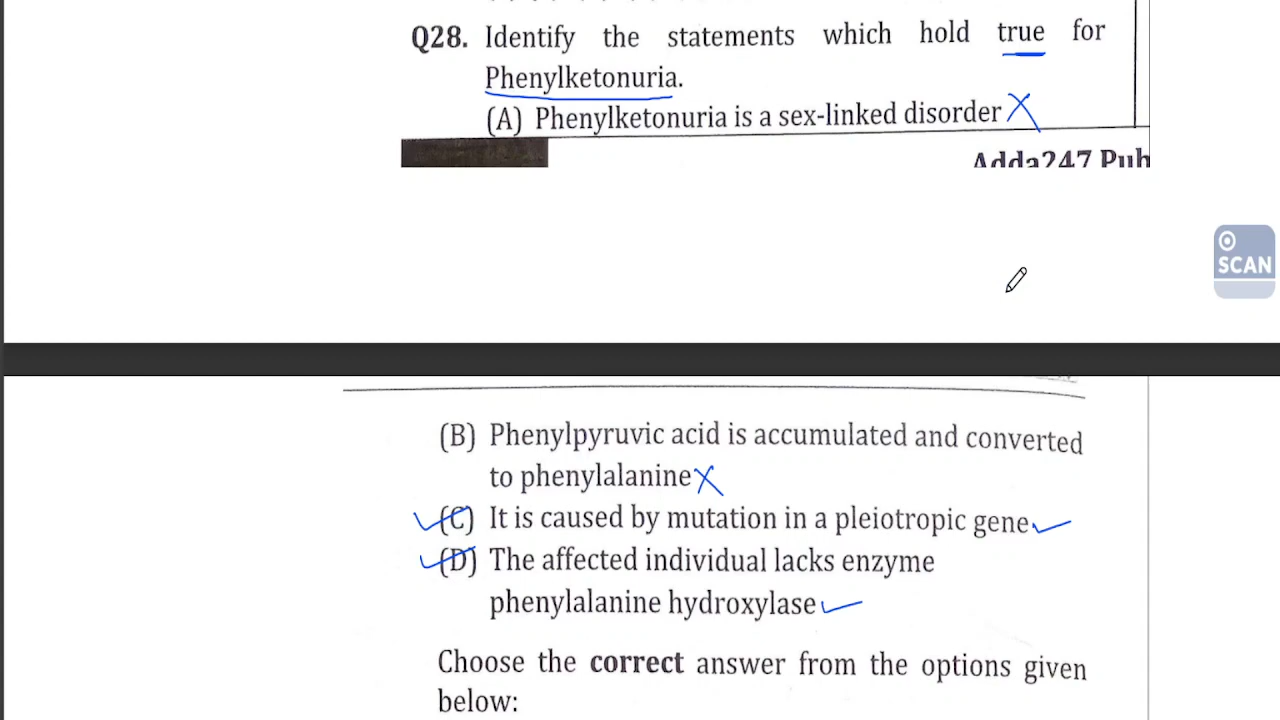 Q28. Identify the statements which hold true for
Phenylketonuria.
(A) Phenylketonuria is a sex-linked disorder
Adda247 Pub
SCAN
(B) Phenylpyruvic acid is accumulated and converted
to phenylalanine
(C) It is caused by mutation in a pleiotropic gene
(D) The affected individual lacks enzyme
phenylalanine hydroxylase
Choose the correct answer from the options given
below: